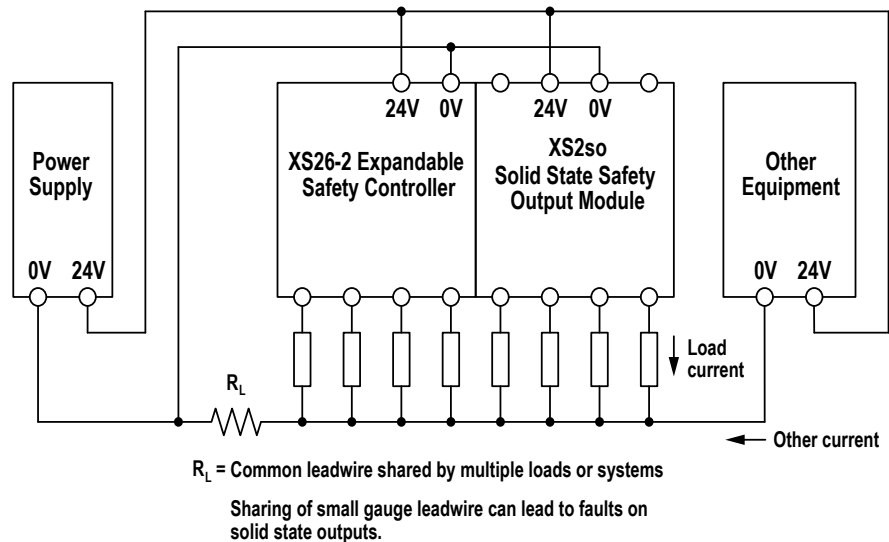 24V 0V 24V 0V
Power
Supply
XS26-2 Expandable
Safety Controller
XS2so
Solid State Safety
Output Module
Other
Equipment
0V 24V
0V 24V
Load
current
RL
Other current
RL = Common leadwire shared by multiple loads or systems
Sharing of small gauge leadwire can lead to faults on
solid state outputs.